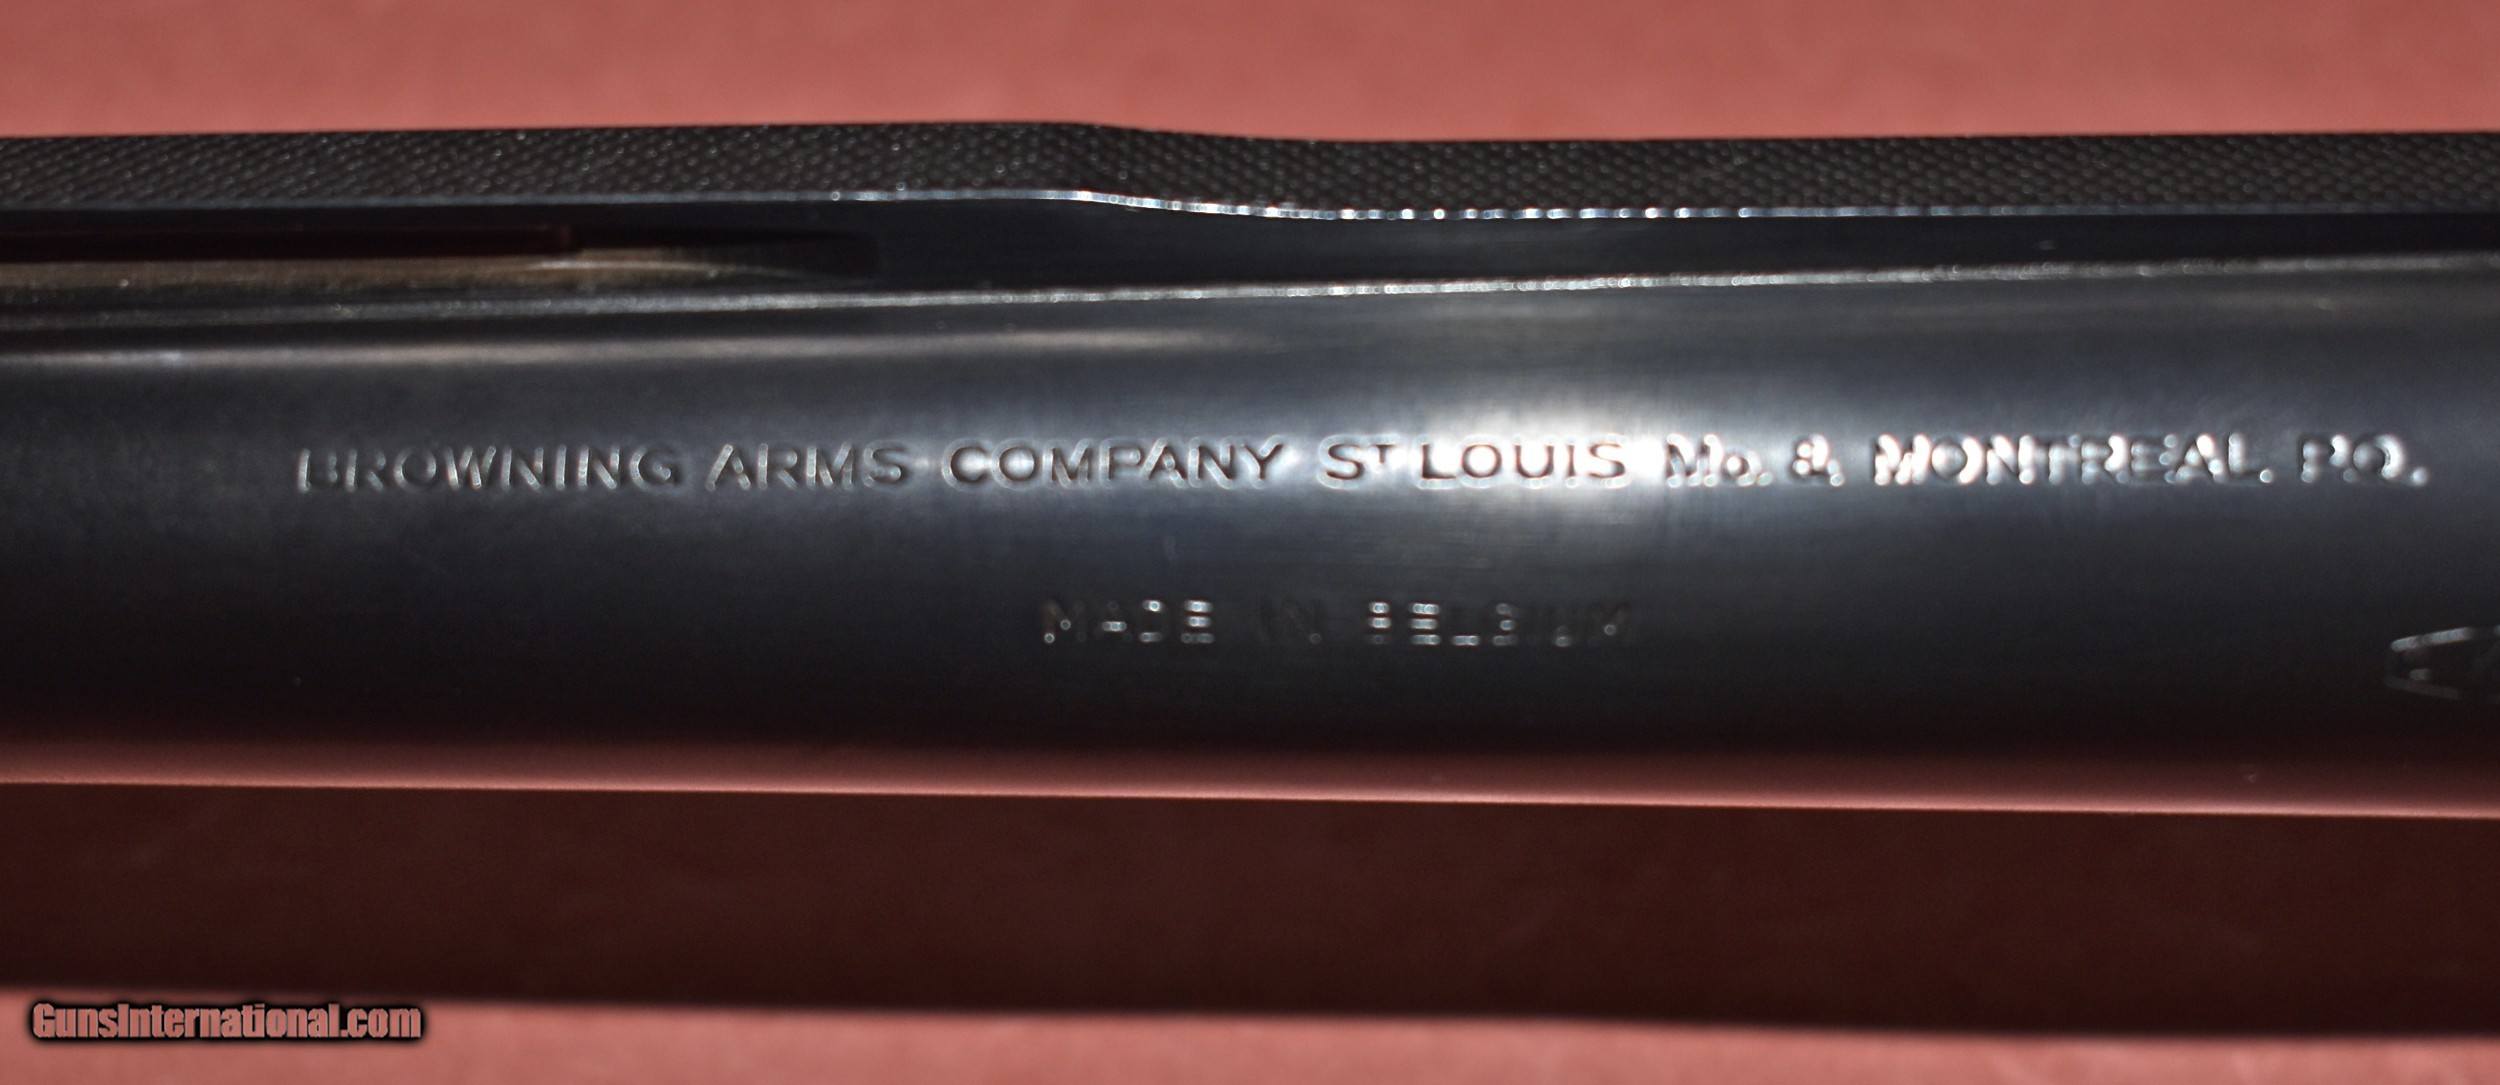 BROWNING ARMS COMPANY ST LOUIS Mo. & MONTREAL P.Q.
MADE IN BELGIUM
GunsInternational.com